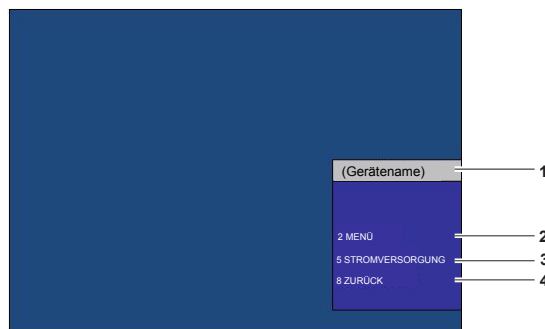 (Gerätename) 1
2 MENÜ 2
5 STROMVERSORGUNG 3
8 ZURÜCK 4